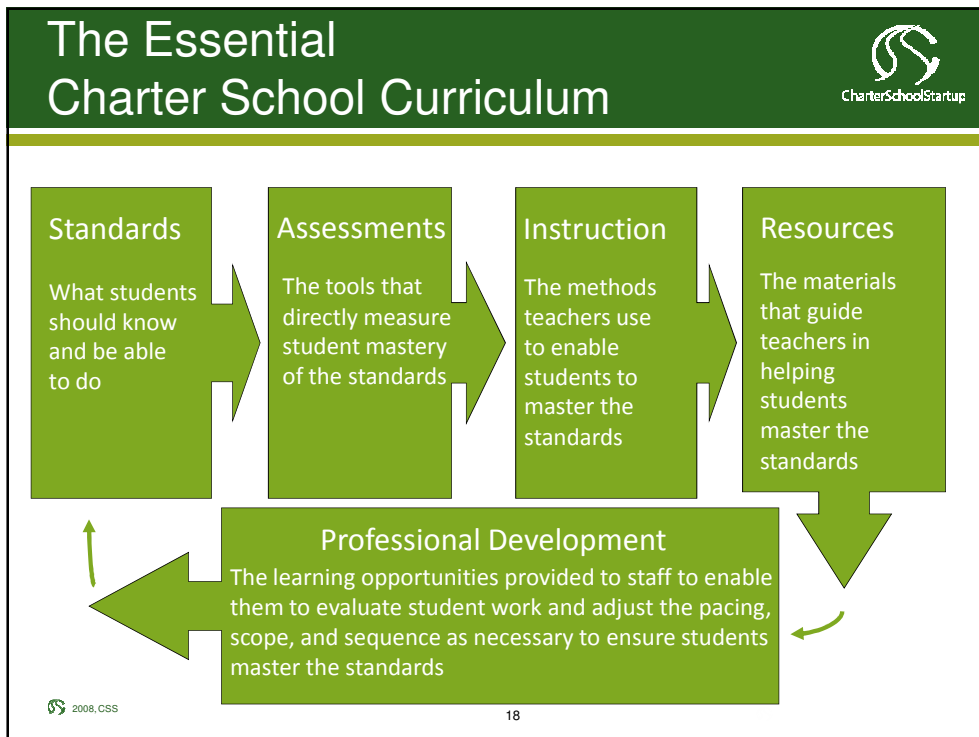 The Essential
Charter School Curriculum
CharterSchoolStartup
Standards
What students
should know
and be able
to do
Assessments
The tools that
directly measure
student mastery
of the standards
Instruction
The methods
teachers use
to enable
students to
master the
standards
Resources
The materials
that guide
teachers in
helping
students
master the
standards
Professional Development
The learning opportunities provided to staff to enable
them to evaluate student work and adjust the pacing,
scope, and sequence as necessary to ensure students
master the standards
2008, CSS
18